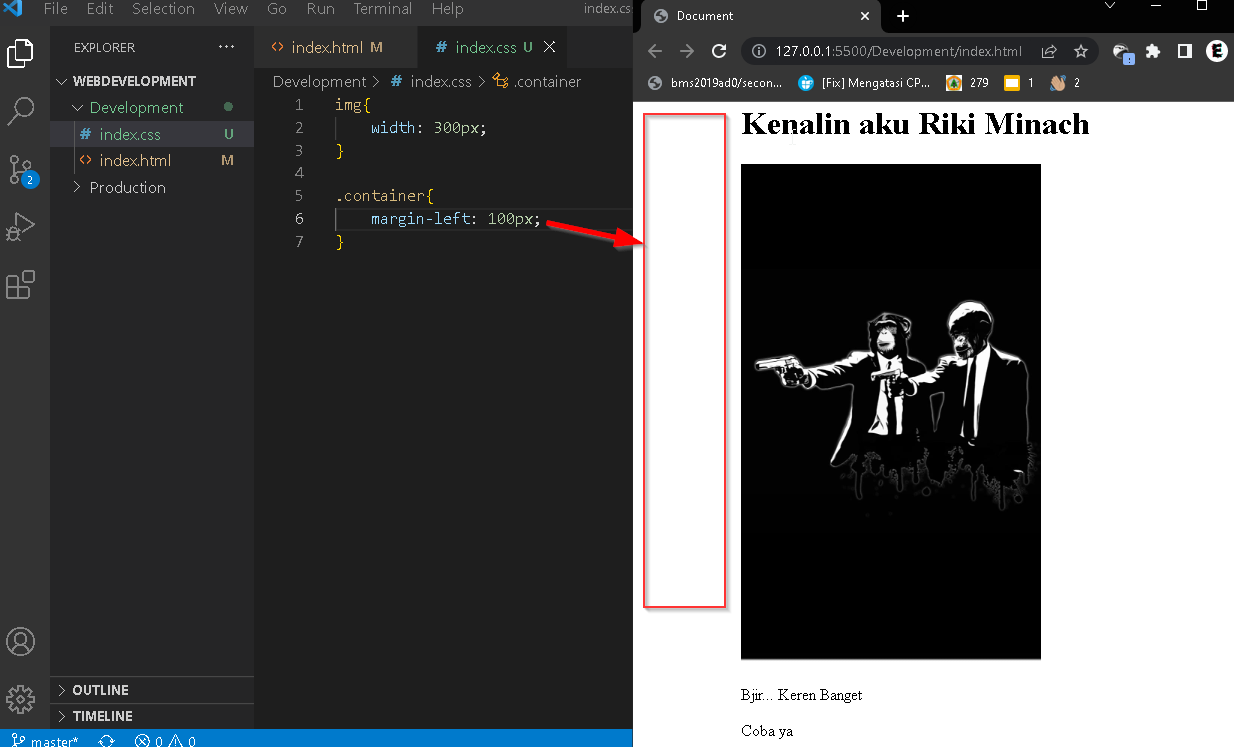 File Edit Selection View Go Run Terminal Help index.cs
EXPLORER ...
WEBDEVELOPMENT
Development
# index.css U
<> index.html M
Production
OUTLINE
TIMELINE
master* 0 0
2
<> index.html M # index.css U
Development > # index.css > .container
1 img{
2 width: 300px;
3 }
4
5 .container{
6 margin-left: 100px;
7 }
Document
127.0.0.1:5500/Development/index.html
E
bms2019ad0/secon... [Fix] Mengatasi CP... 279 1 2
Kenalin aku Riki Minach
Bjir... Keren Banget
Coba ya